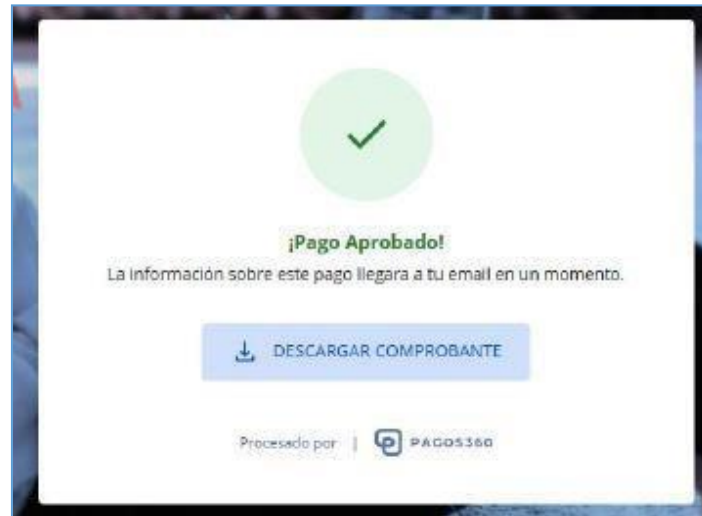 ¡Pago Aprobado!
La información sobre este pago llegara a tu email en un momento.
DESCARGAR COMPROBANTE
Procesado por | PAGOS360